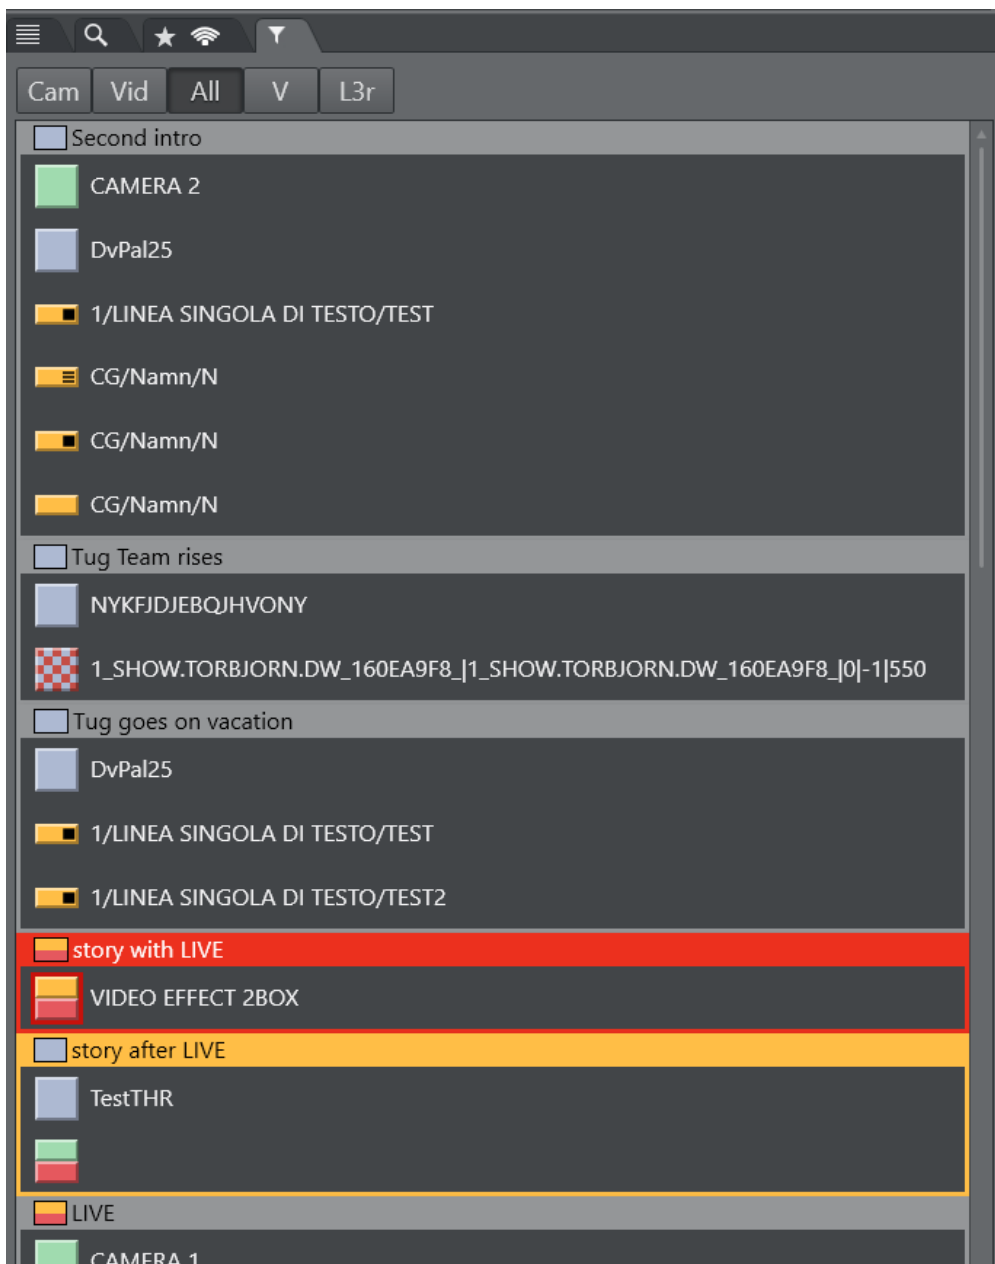 Cam Vid All V L3r
Second intro
CAMERA 2
DvPal25
1/LINEA SINGOLA DI TESTO/TEST
CG/Namn/N
CG/Namn/N
CG/Namn/N
Tug Team rises
NYKFJDJEBQJHVONY
1_SHOW.TORBJORN.DW_160EA9F8_|1_SHOW.TORBJORN.DW_160EA9F8_|0|-1|550
Tug goes on vacation
DvPal25
1/LINEA SINGOLA DI TESTO/TEST
1/LINEA SINGOLA DI TESTO/TEST2
story with LIVE
VIDEO EFFECT 2BOX
story after LIVE
TestTHR
LIVE
CAMERA 1